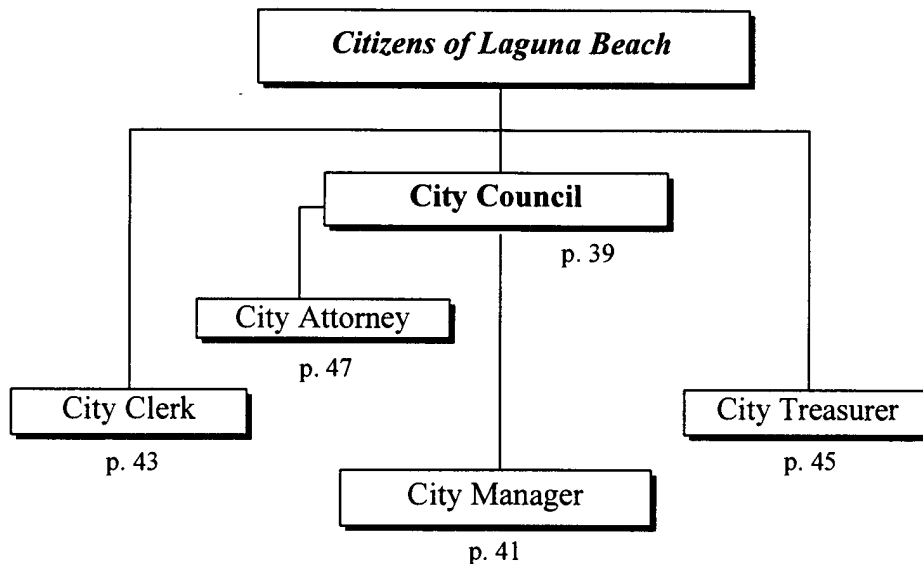 Citizens of Laguna Beach
City Council
p. 39
City Attorney
p. 47
City Clerk
p. 43
City Treasurer
p. 45
City Manager
p. 41